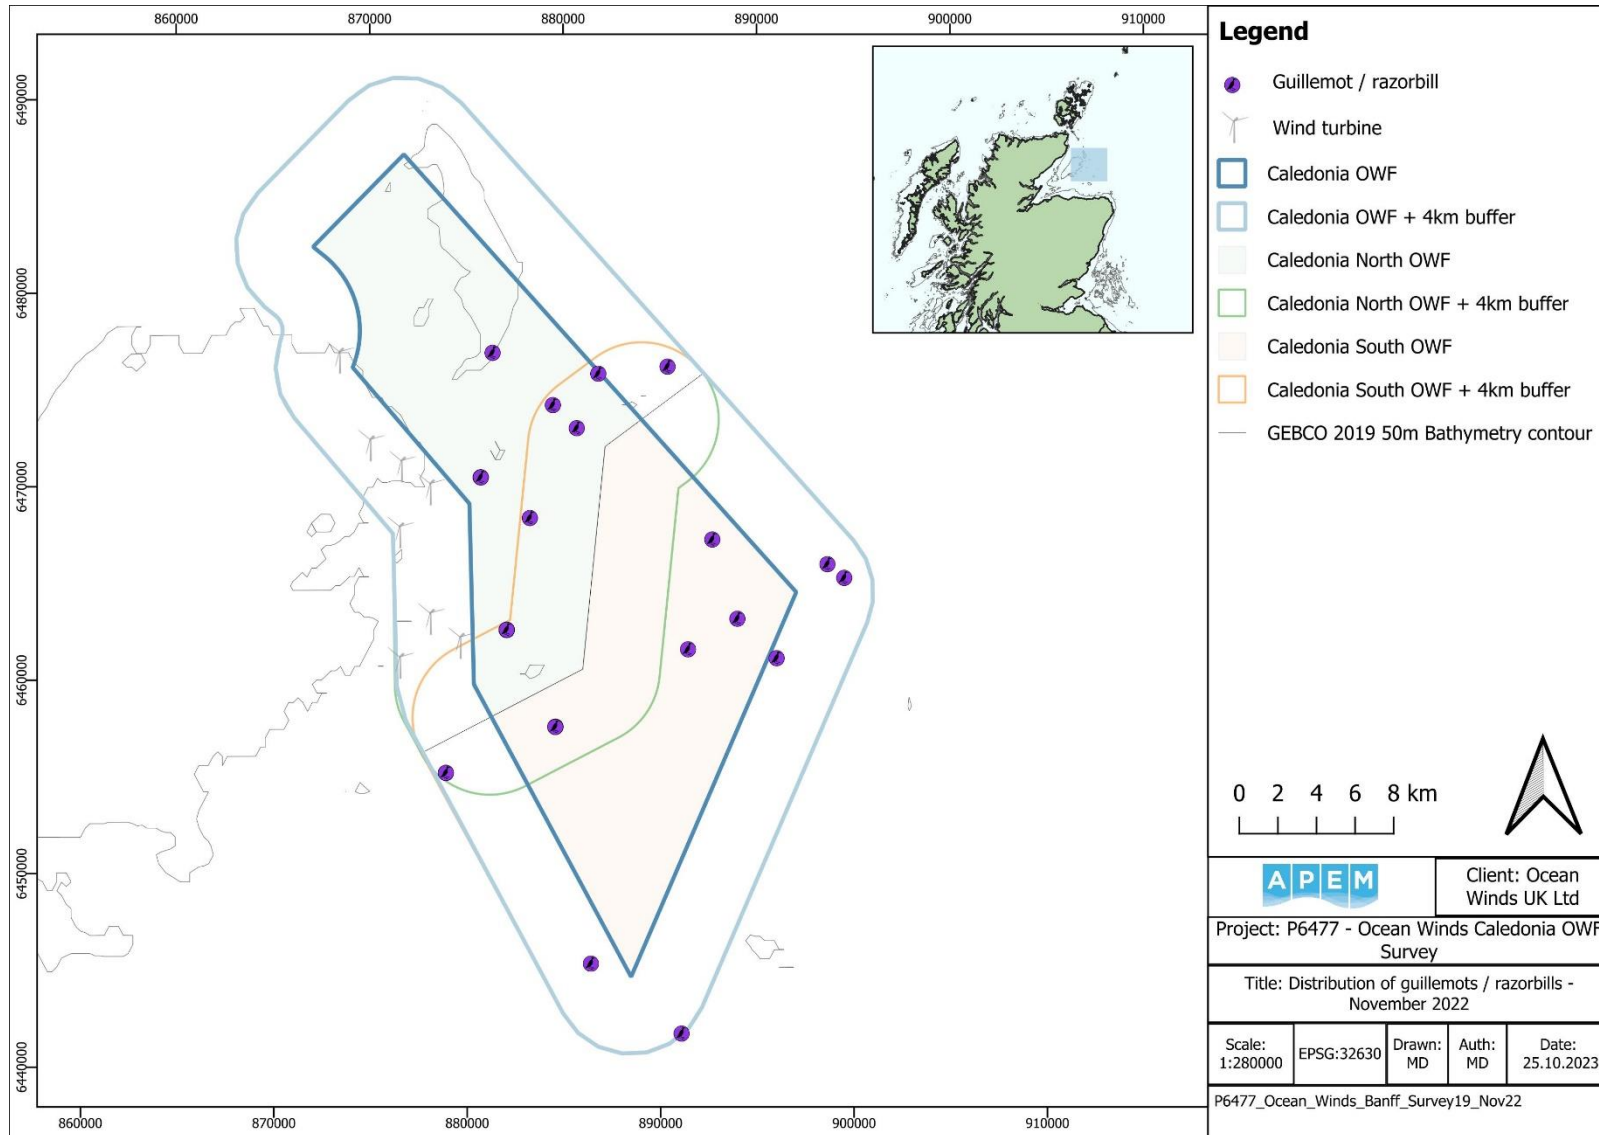 860000 870000 880000 890000 900000 910000
6490000
6480000
6470000
6460000
6450000
6440000
860000 870000 880000 890000 900000 910000
Legend
Guillemot / razorbill
Wind turbine
Caledonia OWF
Caledonia OWF + 4km buffer
Caledonia North OWF
Caledonia North OWF + 4km buffer
Caledonia South OWF
Caledonia South OWF + 4km buffer
GEBCO 2019 50m Bathymetry contour
0 2 4 6 8 km
APEM
Client: Ocean
Winds UK Ltd
Project: P6477 - Ocean Winds Caledonia OWF
Survey
Title: Distribution of guillemots / razorbills -
November 2022
Scale:
1:280000
EPSG:32630
Drawn:
MD
Auth:
MD
Date:
25.10.2023
P6477_Ocean_Winds_Banff_Survey19_Nov22